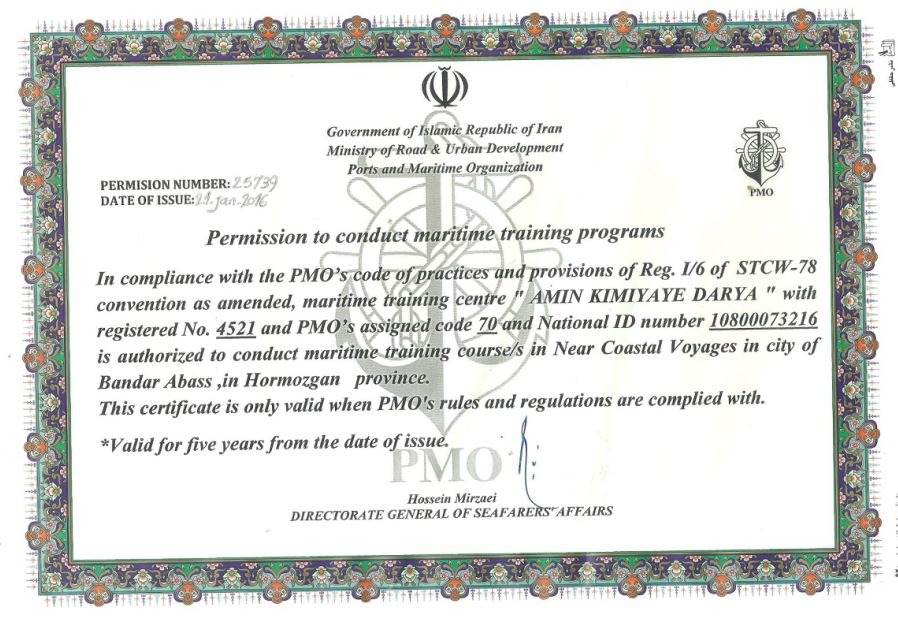 Government of Islamic Republic of Iran
Ministry of Road & Urban Development
Ports and Maritime Organization
PMO
PERMISION NUMBER: 25739
DATE OF ISSUE: 21.jan.2016
Permission to conduct maritime training programs
In compliance with the PMO's code of practices and provisions of Reg. I/6 of STCW-78
convention as amended, maritime training centre " AMIN KIMIYAYE DARYA " with
registered No. 4521 and PMO's assigned code 70 and National ID number 10800073216
is authorized to conduct maritime training course/s in Near Coastal Voyages in city of
Bandar Abass ,in Hormozgan province.
This certificate is only valid when PMO's rules and regulations are complied with.
*Valid for five years from the date of issue.
PMO
Hossein Mirzaei
DIRECTORATE GENERAL OF SEAFARERS' AFFAIRS